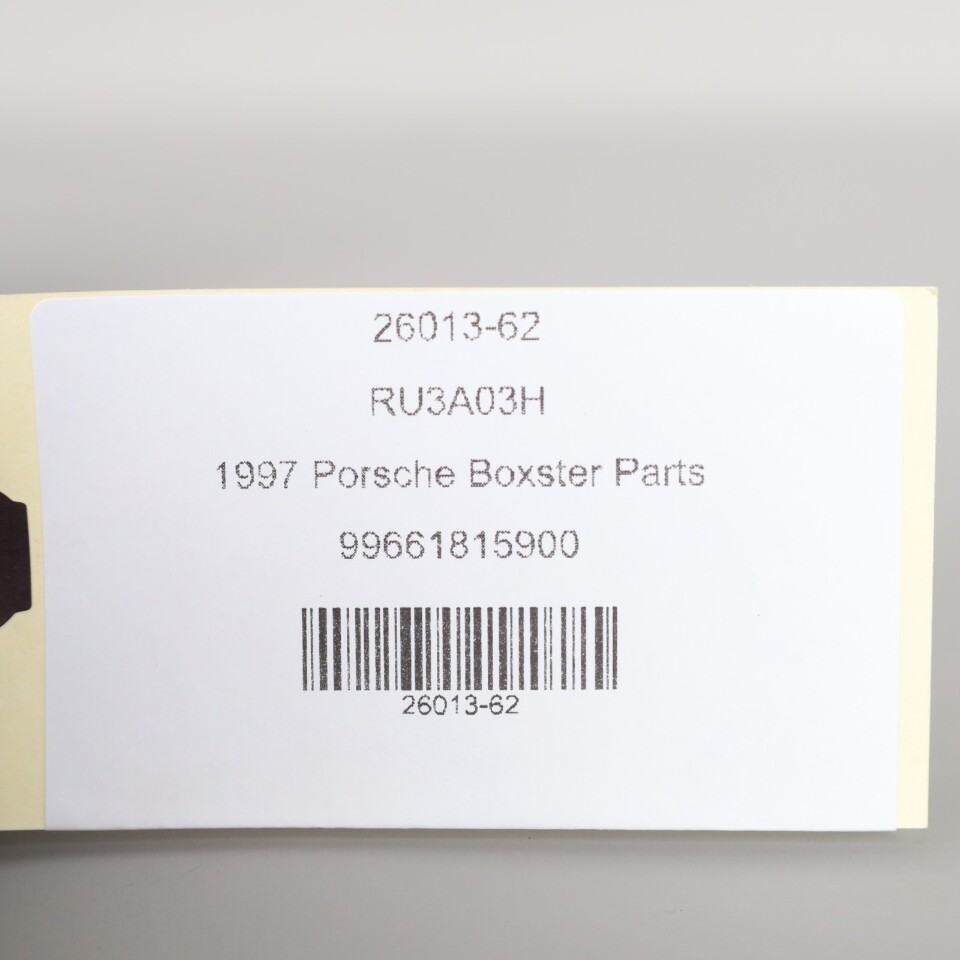 26013-62
RU3A03H
1997 Porsche Boxster Parts
99661815900
26013-62